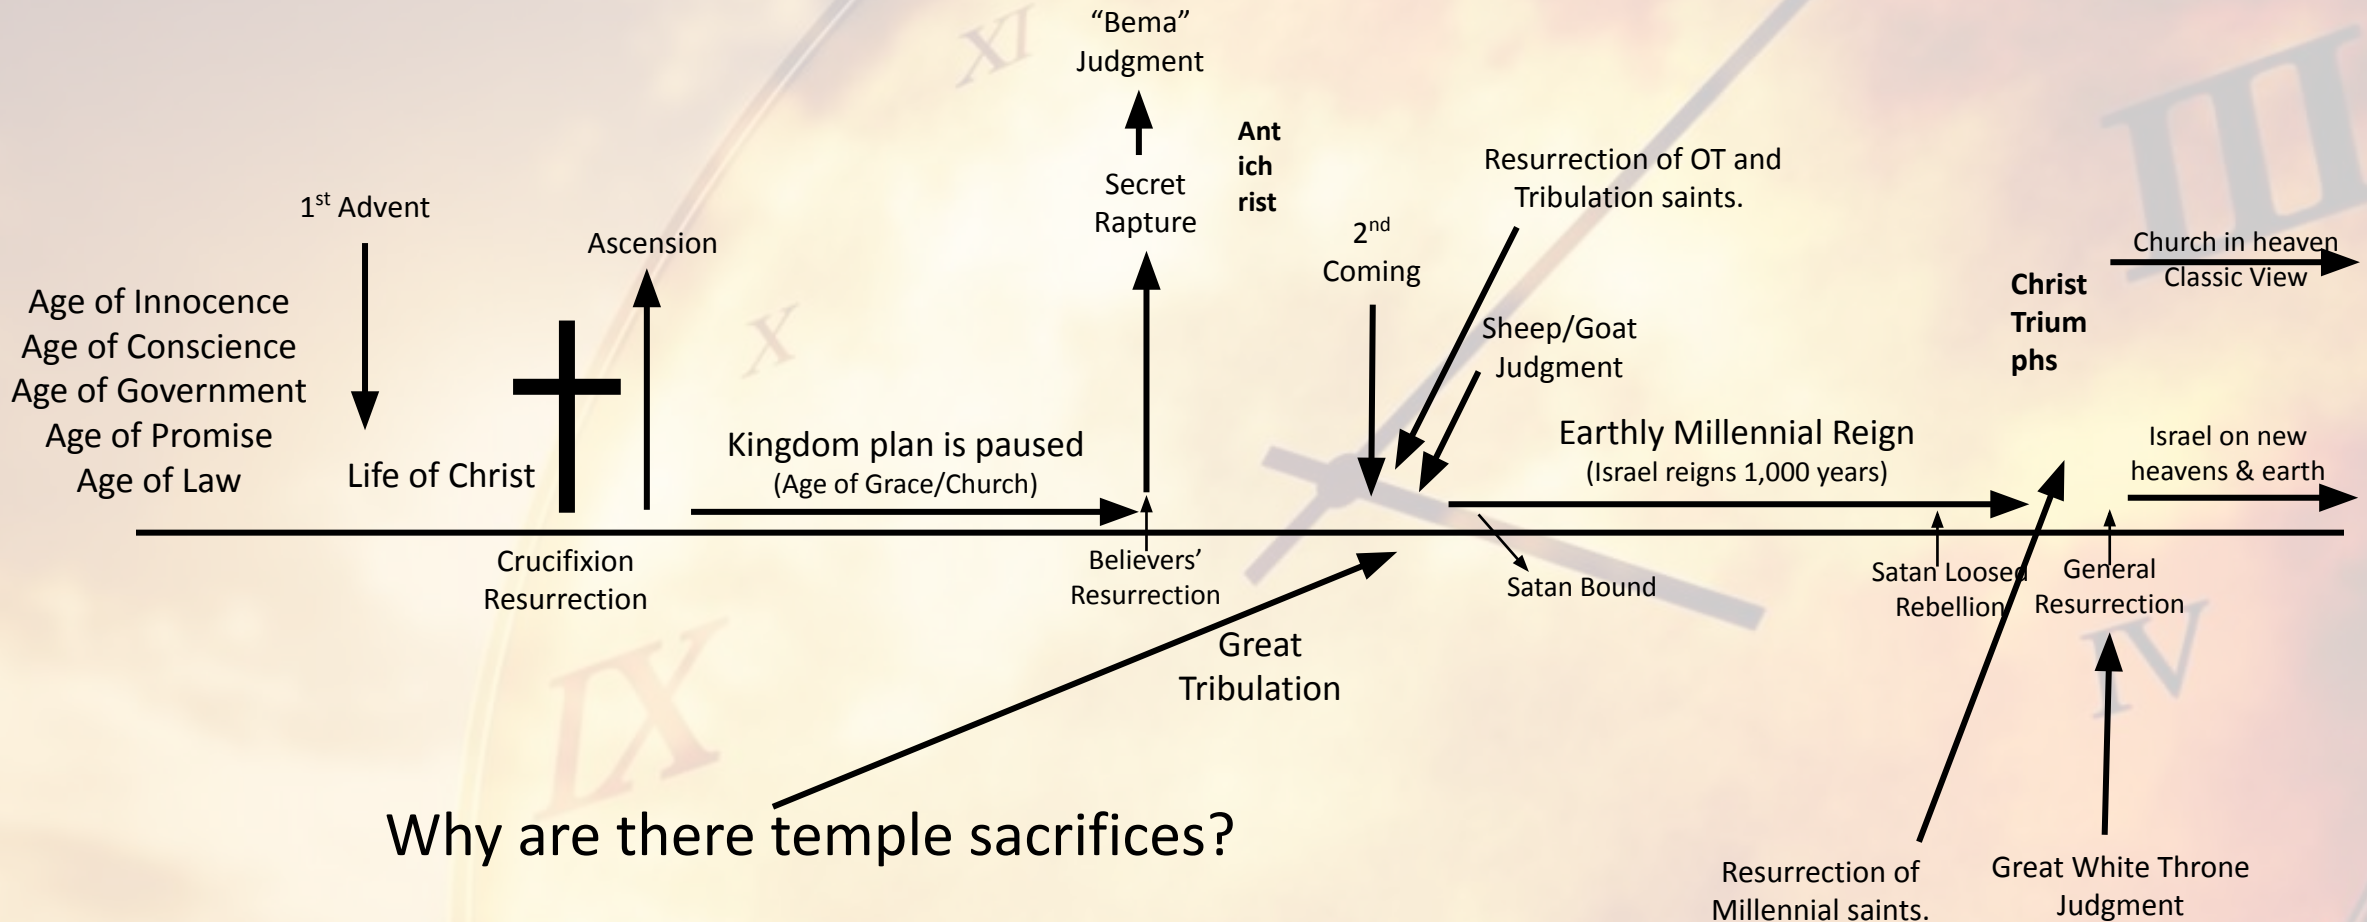 "Bema"
Judgment
Secret
Rapture
Ant
ich
rist
1st Advent
Ascension
2nd
Coming
Resurrection of OT and
Tribulation saints.
Sheep/Goat
Judgment
Christ
Trium
phs
Church in heaven
Classic View
Age of Innocence
Age of Conscience
Age of Government
Age of Promise
Age of Law
Life of Christ
Kingdom plan is paused
(Age of Grace/Church)
Earthly Millennial Reign
(Israel reigns 1,000 years)
Israel on new
heavens & earth
Crucifixion
Resurrection
Believers’
Resurrection
Great
Tribulation
Satan Bound
Satan Loosed
Rebellion
General
Resurrection
Why are there temple sacrifices?
Resurrection of
Millennial saints.
Great White Throne
Judgment
XI
X
IX
III
IV